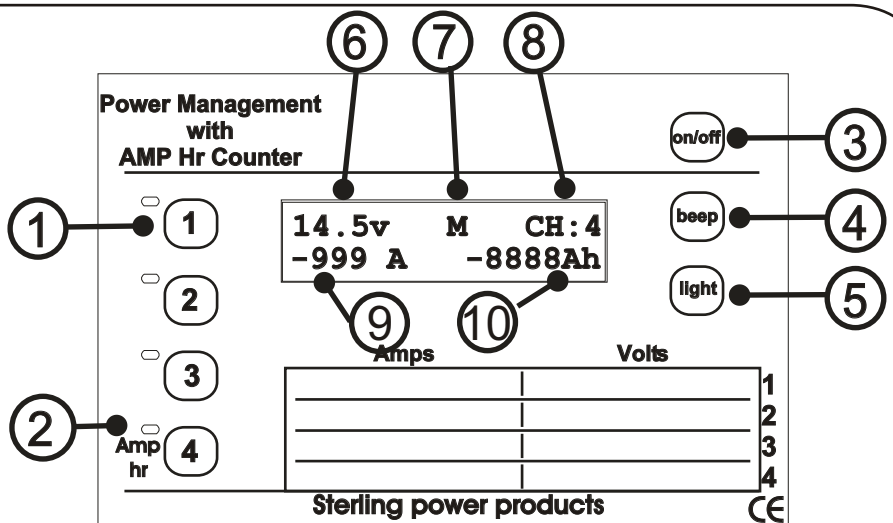 6 7 8
Power Management
with
AMP Hr Counter
on/off 3
1 1
14.5v M CH:4
-999 A -8888Ah
beep 4
2
light 5
9 10
Amps Volts
3
1
2
3
4
2 Amp
hr
4
Sterling power products
CE